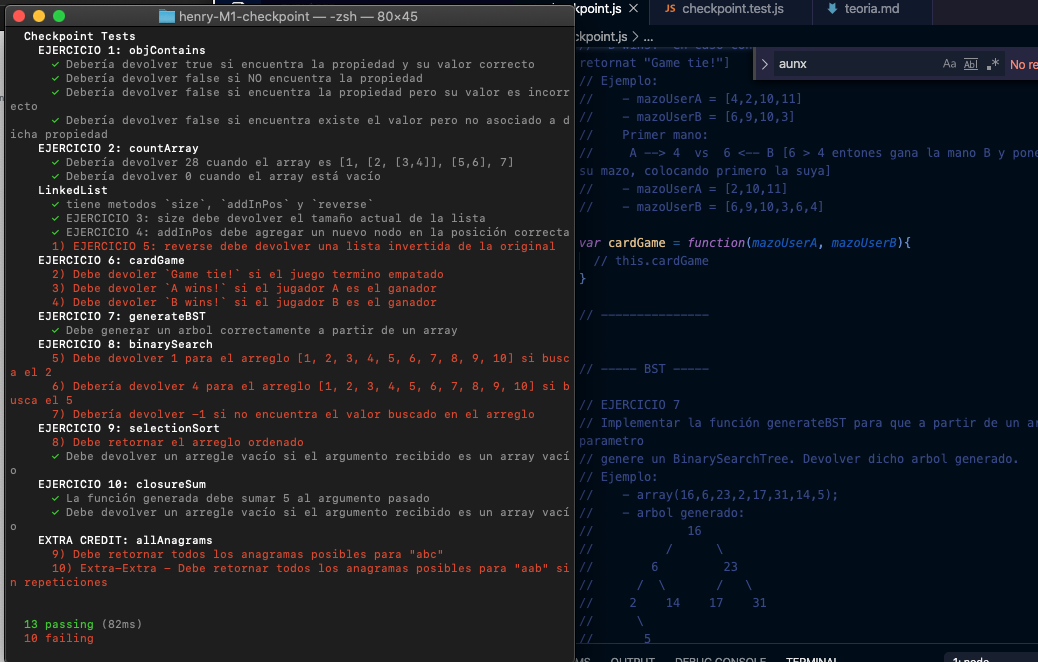 henry-M1-checkpoint — -zsh — 80×45
Checkpoint Tests
EJERCICIO 1: objContains
✓ Debería devolver true si encuentra la propiedad y su valor correcto
✓ Debería devolver false si NO encuentra la propiedad
✓ Debería devolver false si encuentra la propiedad pero su valor es incorr
ecto
✓ Debería devolver false si encuentra existe el valor pero no asociado a d
icha propiedad
EJERCICIO 2: countArray
✓ Debería devolver 28 cuando el array es [1, [2, [3,4]], [5,6], 7]
✓ Debería devolver 0 cuando el array está vacío
LinkedList
✓ tiene metodos `size`, `addInPos` y `reverse`
✓ EJERCICIO 3: size debe devolver el tamaño actual de la lista
✓ EJERCICIO 4: addInPos debe agregar un nuevo nodo en la posición correcta
1) EJERCICIO 5: reverse debe devolver una lista invertida de la original
EJERCICIO 6: cardGame
2) Debe devoler `Game tie!` si el juego termino empatado
3) Debe devoler `A wins!` si el jugador A es el ganador
4) Debe devoler `B wins!` si el jugador B es el ganador
EJERCICIO 7: generateBST
✓ Debe generar un arbol correctamente a partir de un array
EJERCICIO 8: binarySearch
5) Debe devolver 1 para el arreglo [1, 2, 3, 4, 5, 6, 7, 8, 9, 10] si busc
a el 2
6) Debería devolver 4 para el arreglo [1, 2, 3, 4, 5, 6, 7, 8, 9, 10] si b
usca el 5
7) Debería devolver -1 si no encuentra el valor buscado en el arreglo
EJERCICIO 9: selectionSort
8) Debe retornar el arreglo ordenado
✓ Debe devolver un arregle vacío si el argumento recibido es un array vací
o
EJERCICIO 10: closureSum
✓ La función generada debe sumar 5 al argumento pasado
✓ Debe devolver un arregle vacío si el argumento recibido es un array vací
o
EXTRA CREDIT: allAnagrams
9) Debe retornar todos los anagramas posibles para "abc"
10) Extra-Extra - Debe retornar todos los anagramas posibles para "aab" si
n repeticiones
13 passing (82ms)
10 failing
kpoint.js ×
JS checkpoint.test.js
teoria.md
ckpoint.js > ...
aunx
Aa Abl .* No re
retornat "Game tie!"]
// Ejemplo:
// - mazoUserA = [4,2,10,11]
// - mazoUserB = [6,9,10,3]
// Primer mano:
// A --> 4 vs 6 <-- B [6 > 4 entones gana la mano B y pone
su mazo, colocando primero la suya]
// - mazoUserA = [2,10,11]
// - mazoUserB = [6,9,10,3,6,4]
var cardGame = function(mazoUserA, mazoUserB){
// this.cardGame
}
// ---------------
// ----- BST -----
// EJERCICIO 7
// Implementar la función generateBST para que a partir de un ar
parametro
// genere un BinarySearchTree. Devolver dicho arbol generado.
// Ejemplo:
// - array(16,6,23,2,17,31,14,5);
// - arbol generado:
// 16
// / \
// 6 23
// / \ / \
// 2 14 17 31
// \
// 5
MS OUTPUT DEBUG CONSOLE TERMINAL
1: node